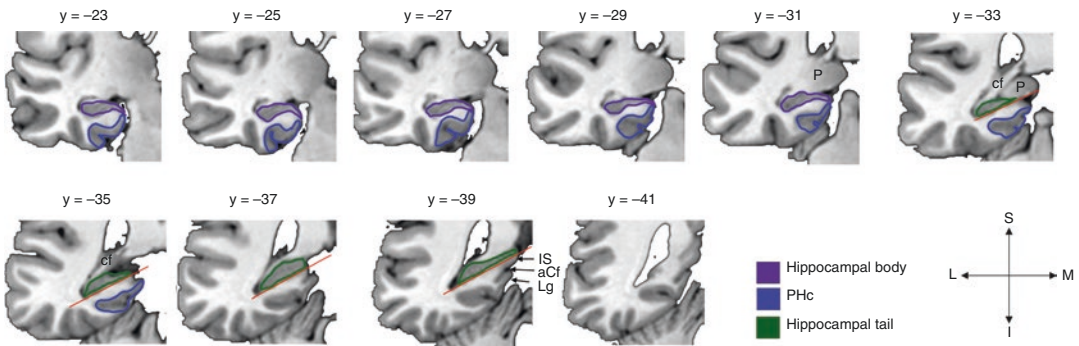 y = –23
y = –25
y = –27
y = –29
y = –31
y = –33
P
cf
P
y = –35
y = –37
y = –39
y = –41
cf
IS
aCf
Lg
Hippocampal body
PHc
Hippocampal tail
S
L
M
I